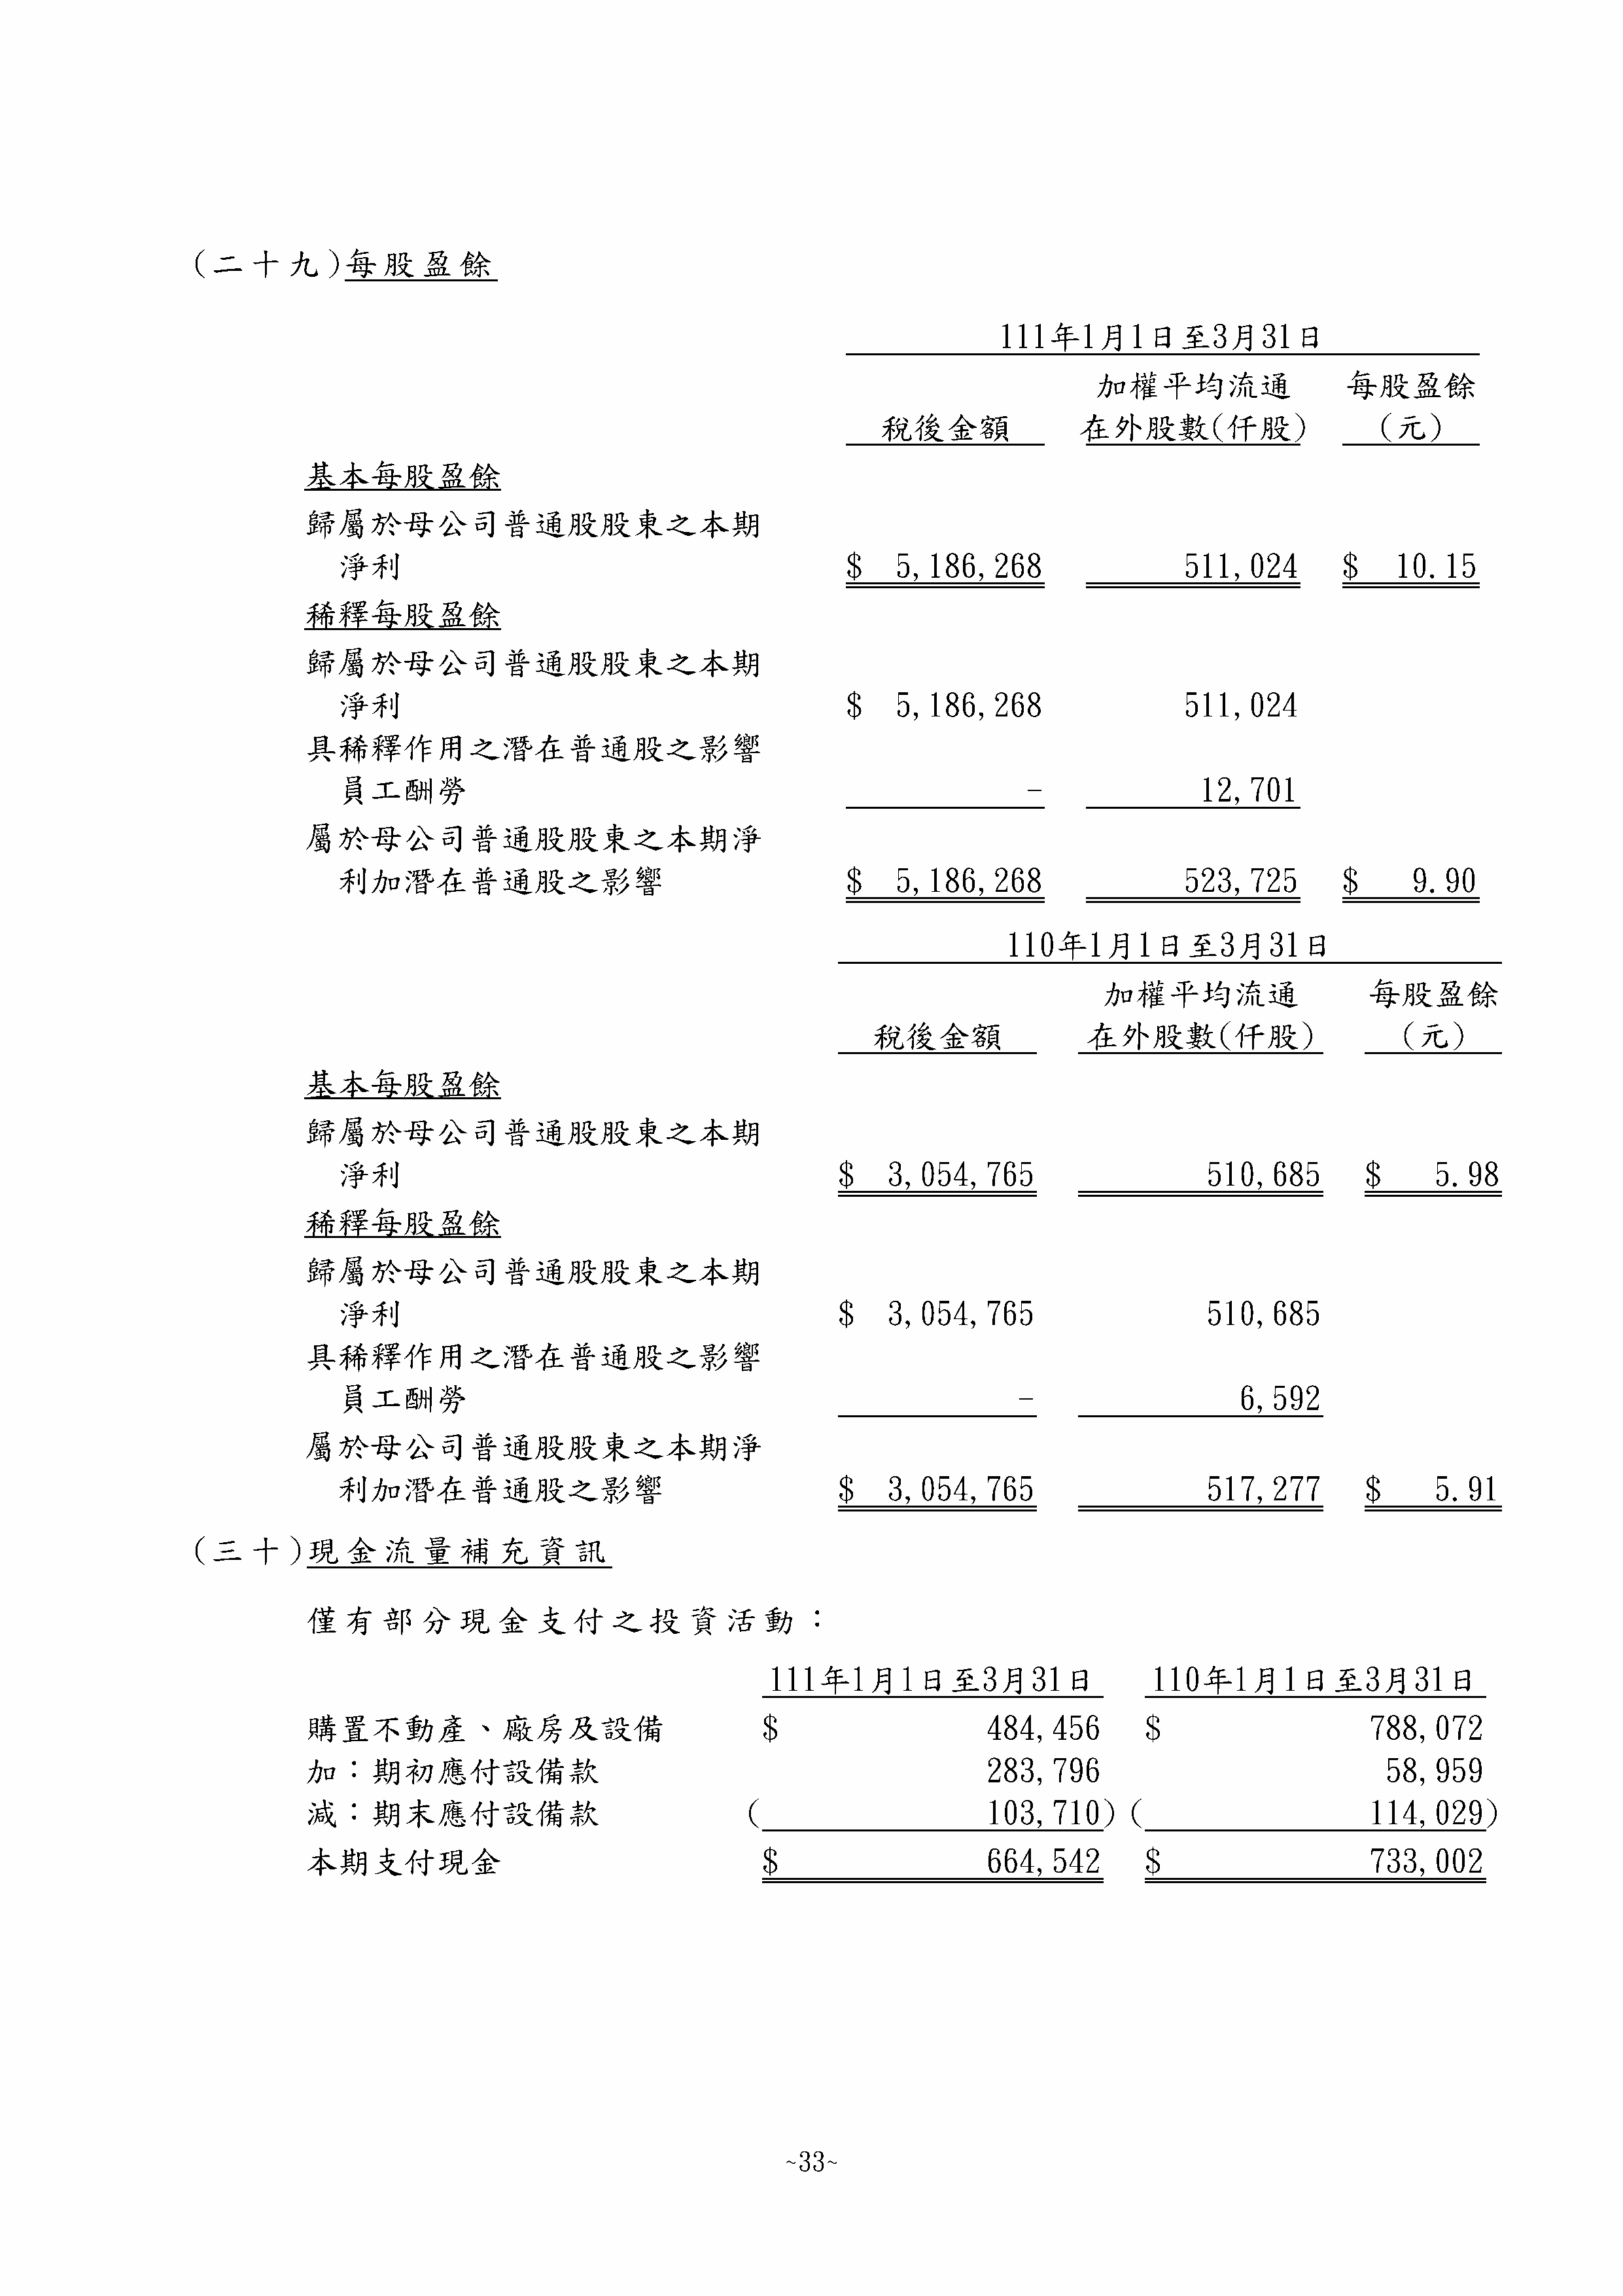 (二十九)每股盈餘
111年1月1日至3月31日
加權平均流通 每股盈餘
稅後金額 在外股數(仟股) (元)
基本每股盈餘
歸屬於母公司普通股股東之本期
淨利 $ 5,186,268 511,024 $ 10.15
稀釋每股盈餘
歸屬於母公司普通股股東之本期
淨利 $ 5,186,268 511,024
具稀釋作用之潛在普通股之影響
員工酬勞 - 12,701
屬於母公司普通股股東之本期淨
利加潛在普通股之影響 $ 5,186,268 523,725 $ 9.90
110年1月1日至3月31日
加權平均流通 每股盈餘
稅後金額 在外股數(仟股) (元)
基本每股盈餘
歸屬於母公司普通股股東之本期
淨利 $ 3,054,765 510,685 $ 5.98
稀釋每股盈餘
歸屬於母公司普通股股東之本期
淨利 $ 3,054,765 510,685
具稀釋作用之潛在普通股之影響
員工酬勞 - 6,592
屬於母公司普通股股東之本期淨
利加潛在普通股之影響 $ 3,054,765 517,277 $ 5.91
(三十)現金流量補充資訊
僅有部分現金支付之投資活動：
111年1月1日至3月31日 110年1月1日至3月31日
購置不動產、廠房及設備 $ 484,456 $ 788,072
加：期初應付設備款 283,796 58,959
減：期末應付設備款 ( 103,710) ( 114,029)
本期支付現金 $ 664,542 $ 733,002
~33~